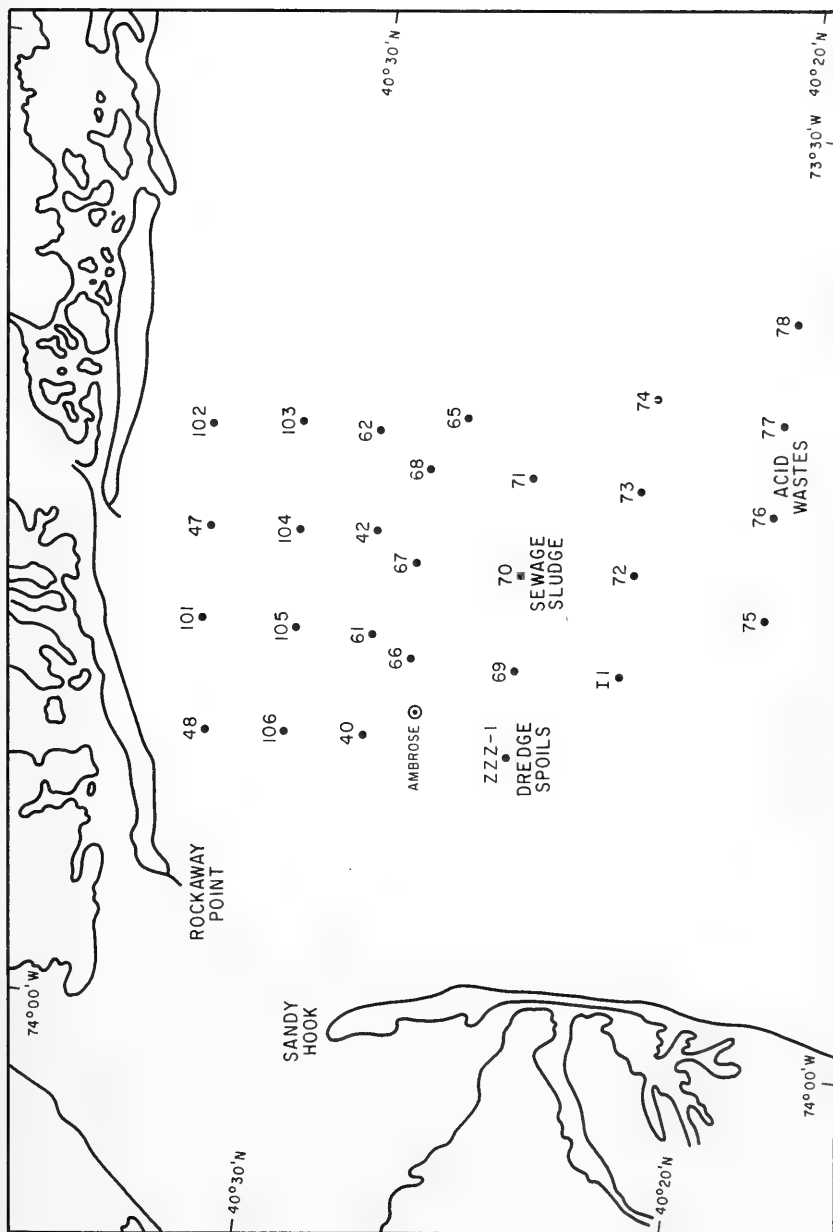 74°00'W
48
101
47
102
ROCKAWAY
POINT
40°30'N
106
105
104
103
SANDY
HOOK
40
61
42
62
40°30'N
66
67
68
AMBROSE
65
ZZZ-1
69
70
71
DREDGE
SPOILS
SEWAGE
SLUDGE
I1
72
73
74
40°20'N
75
76
77
78
ACID
WASTES
74°00'W
73°30'W
40°20'N